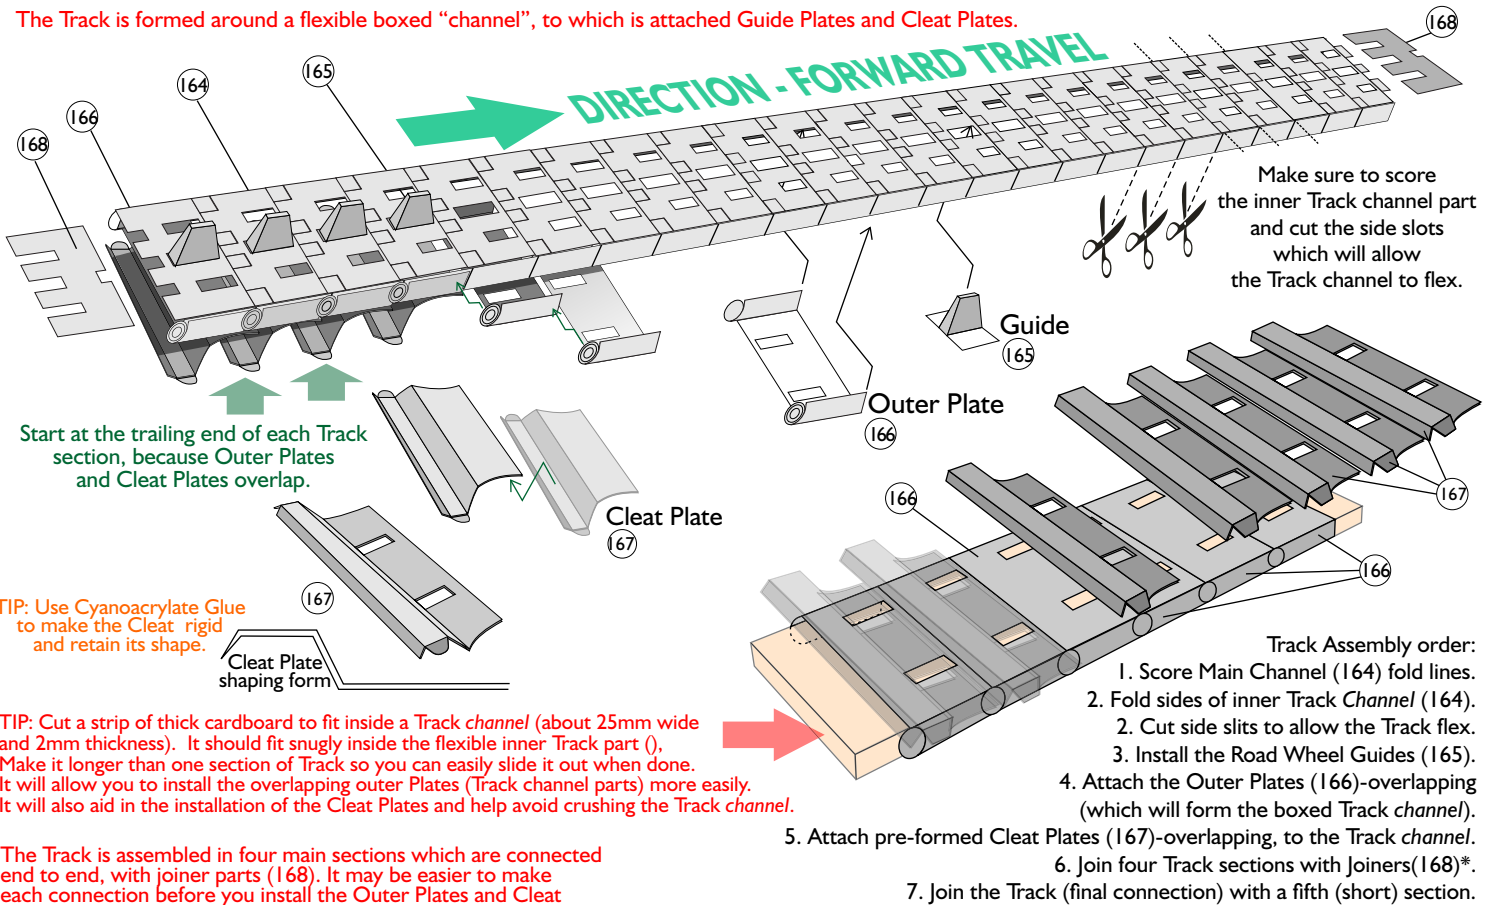 The Track is formed around a flexible boxed “channel”, to which is attached Guide Plates and Cleat Plates.
168
165
164
166
168
DIRECTION - FORWARD TRAVEL
Make sure to score
the inner Track channel part
and cut the side slots
which will allow
the Track channel to flex.
Guide
165
Outer Plate
166
Start at the trailing end of each Track
section, because Outer Plates
and Cleat Plates overlap.
Cleat Plate
167
167
166
167
166
TIP: Use Cyanoacrylate Glue
to make the Cleat rigid
and retain its shape.
Cleat Plate
shaping form
TIP: Cut a strip of thick cardboard to fit inside a Track channel (about 25mm wide
and 2mm thickness). It should fit snugly inside the flexible inner Track part (),
Make it longer than one section of Track so you can easily slide it out when done.
It will allow you to install the overlapping outer Plates (Track channel parts) more easily.
It will also aid in the installation of the Cleat Plates and help avoid crushing the Track channel.
The Track is assembled in four main sections which are connected
end to end, with joiner parts (168). It may be easier to make
each connection before you install the Outer Plates and Cleat
Track Assembly order:
1. Score Main Channel (164) fold lines.
2. Fold sides of inner Track Channel (164).
2. Cut side slits to allow the Track flex.
3. Install the Road Wheel Guides (165).
4. Attach the Outer Plates (166)-overlapping
(which will form the boxed Track channel).
5. Attach pre-formed Cleat Plates (167)-overlapping, to the Track channel.
6. Join four Track sections with Joiners(168)*.
7. Join the Track (final connection) with a fifth (short) section.